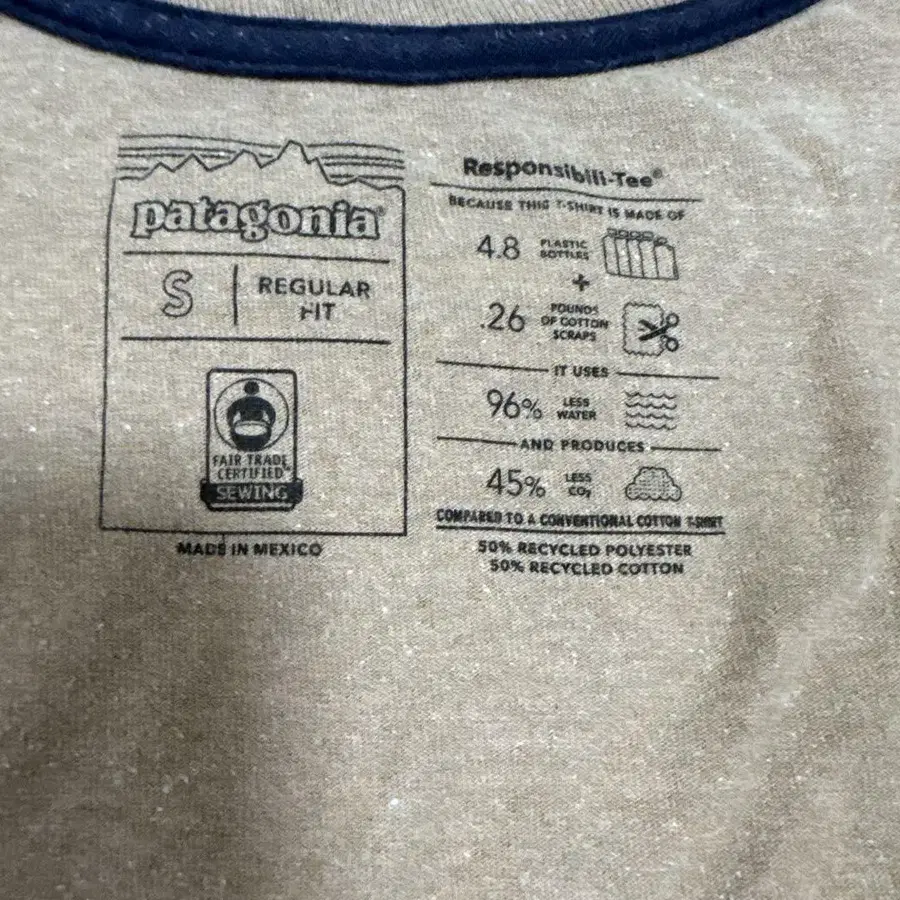 patagonia®
S
REGULAR
FIT
FAIR TRADE
CERTIFIED™
SEWING
MADE IN MEXICO
Responsibili-Tee®
BECAUSE THIS T-SHIRT IS MADE OF
4.8 PLASTIC
BOTTLES
+
.26 POUNDS
OF COTTON
SCRAPS
IT USES
96% LESS
WATER
AND PRODUCES
45% LESS
CO₂
COMPARED TO A CONVENTIONAL COTTON T-SHIRT
50% RECYCLED POLYESTER
50% RECYCLED COTTON